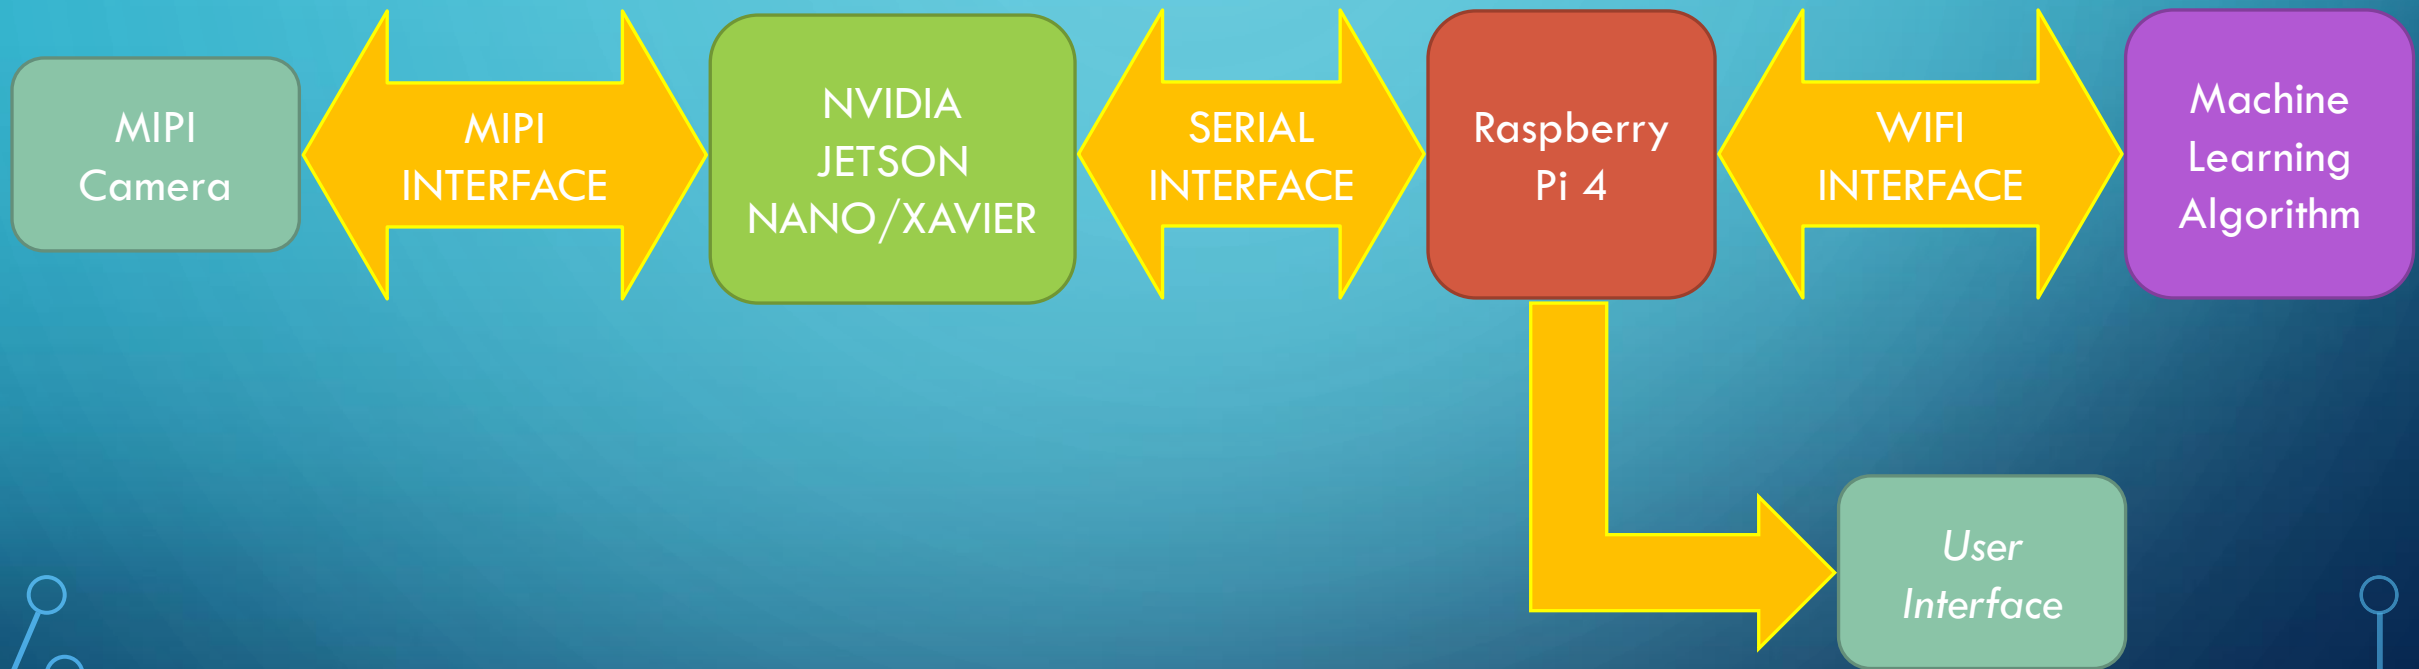 MIPI
Camera
MIPI
INTERFACE
NVIDIA
JETSON
NANO/XAVIER
SERIAL
INTERFACE
Raspberry
Pi 4
WIFI
INTERFACE
Machine
Learning
Algorithm
User
Interface